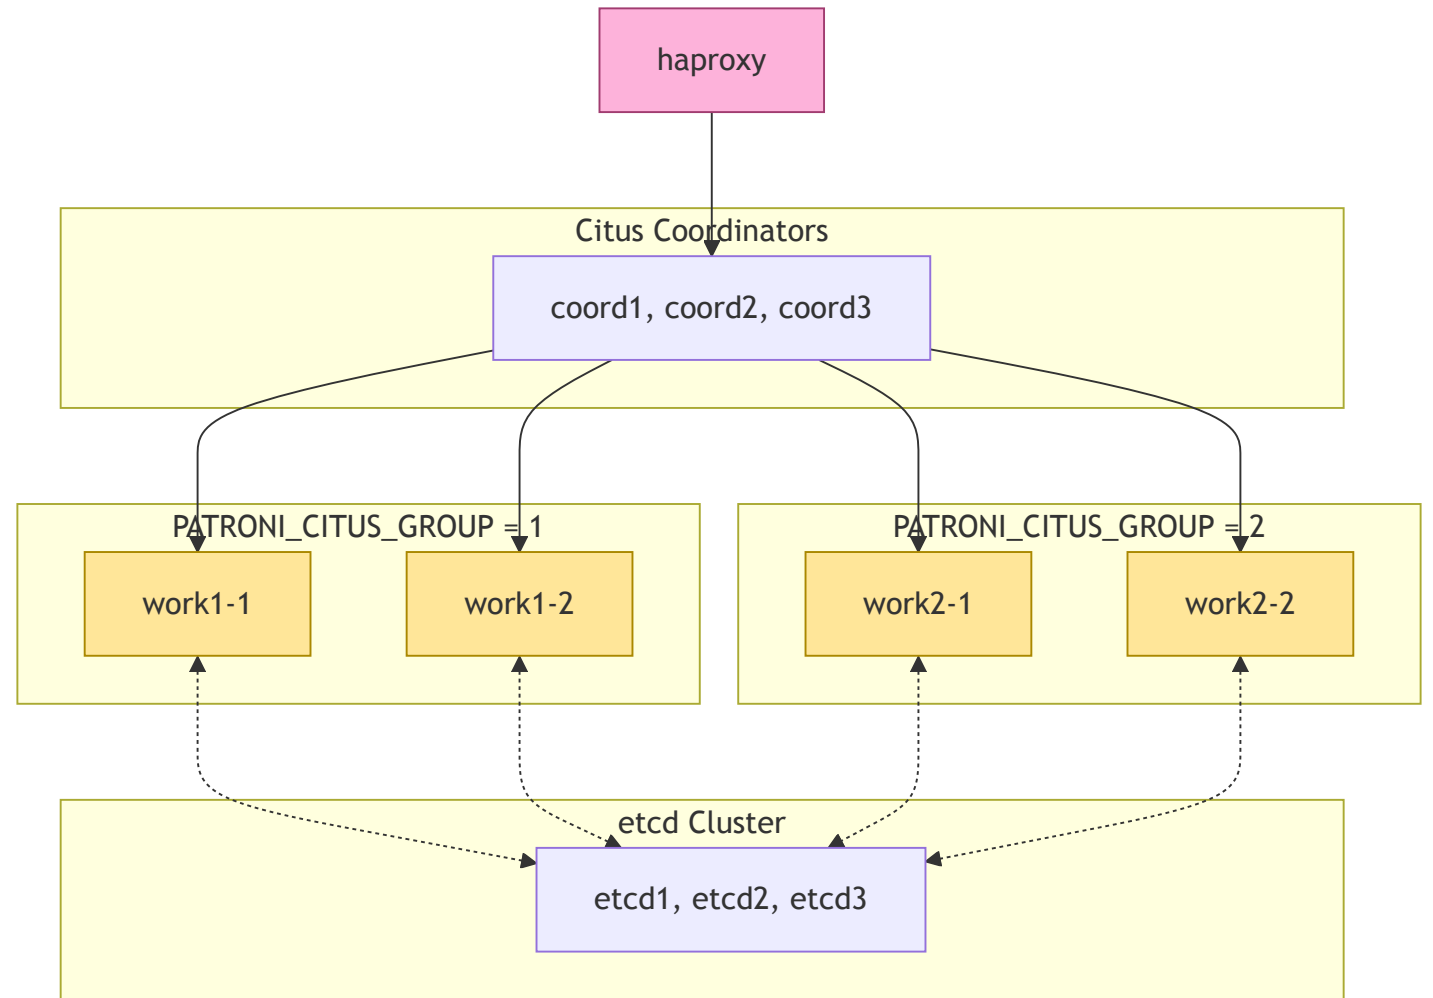 haproxy
Citus Coordinators
coord1, coord2, coord3
PATRONI_CITUS_GROUP = 1
PATRONI_CITUS_GROUP = 2
work1-1
work1-2
work2-1
work2-2
etcd Cluster
etcd1, etcd2, etcd3